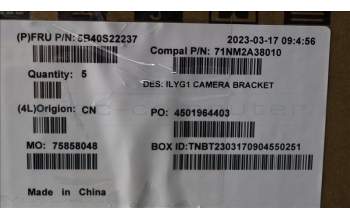 (P)FRU P/N: 5B40S22237
2023-03-17 09:4:56
Compal P/N: 71NM2A38010
Quantity: 5
DES: ILYG1 CAMERA BRACKET
(4L)Origion: CN
PO: 4501964403
MO: 75858048
BOX ID:TNBT2303170904550251
Made in China